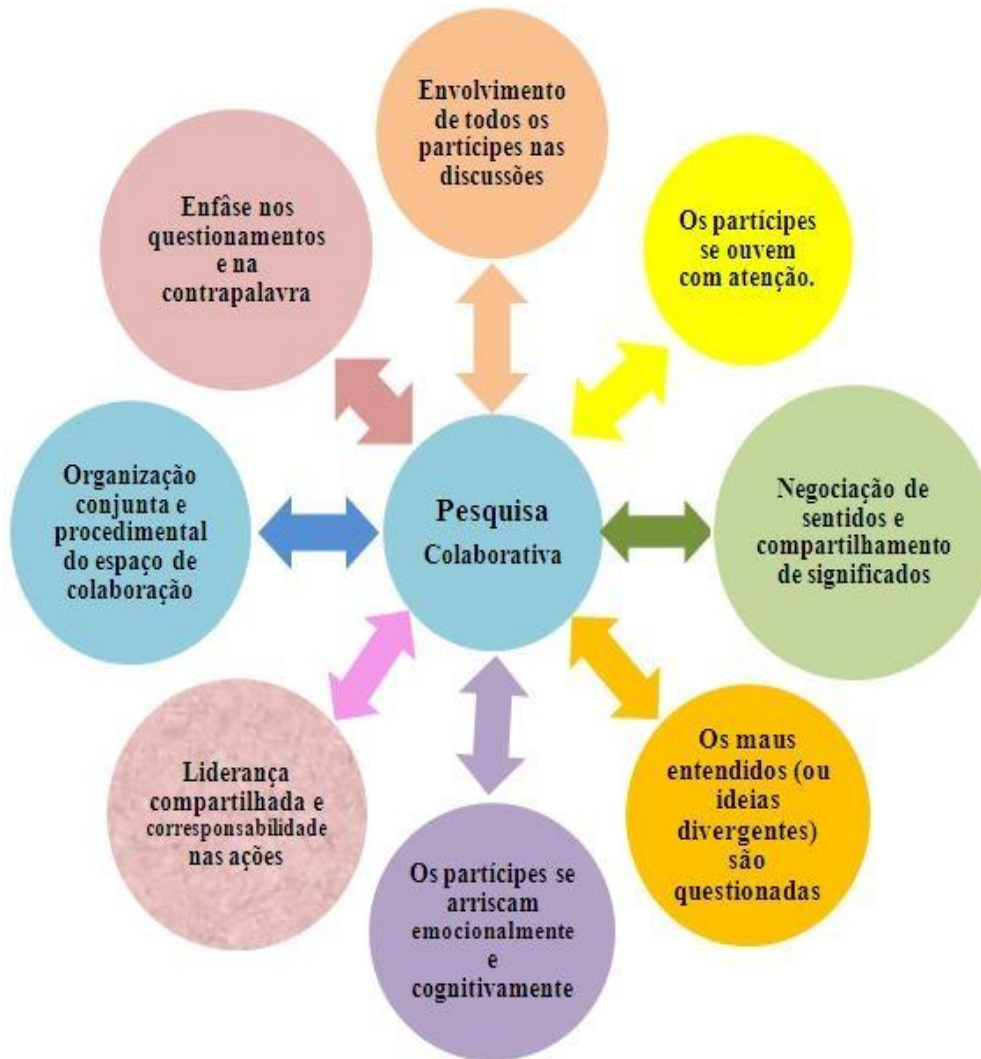 Envolvimento
de todos os
partícipes nas
discussões
Enfâse nos
questionamentos
e na
contrapalavra
Os partícipes
se ouvem
com atenção.
Organização
conjunta e
procedimental
do espaço de
colaboração
Pesquisa
Colaborativa
Negociação de
sentidos e
compartilhamento
de significados
Liderança
compartilhada e
corresponsabilidade
nas ações
Os maus
entendidos (ou
ideias
divergentes)
são
questionadas
Os partícipes se
arriscam
emocionalmente
e
cognitivamente